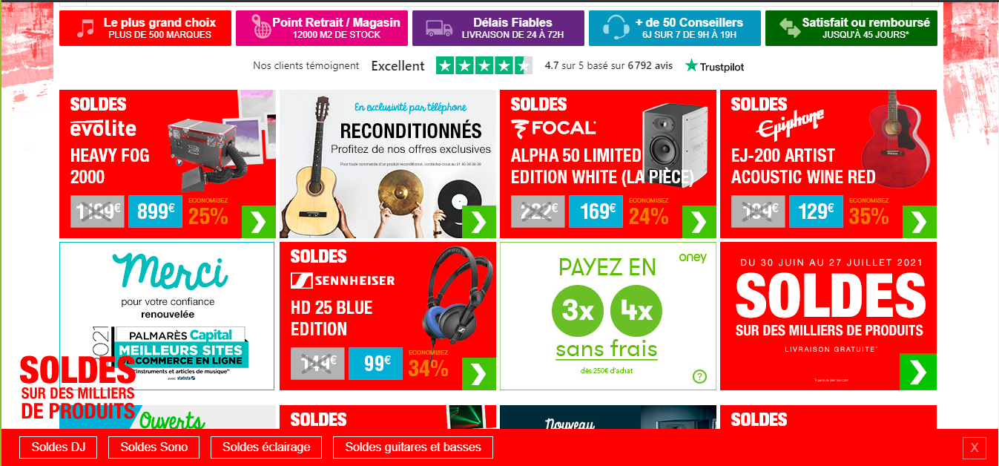 Le plus grand choix
PLUS DE 500 MARQUES
Point Retrait / Magasin
12000 M2 DE STOCK
Délais Fiables
LIVRAISON DE 24 À 72H
+ de 50 Conseillers
6J SUR 7 DE 9H À 19H
Satisfait ou remboursé
JUSQU'À 45 JOURS*
Nos clients témoignent Excellent 4.7 sur 5 basé sur 6 792 avis Trustpilot
SOLDES
evolite
HEAVY FOG
2000
1199€ 899€ ECONOMISEZ
25%
En exclusivité par téléphone
RECONDITIONNÉS
Profitez de nos offres exclusives
Pour toute commande d'un produit reconditionné, contactez-nous au 01 80 38 38 38
SOLDES
FOCAL
ALPHA 50 LIMITED
EDITION WHITE (LA PIÈCE)
222€ 169€ ECONOMISEZ
24%
SOLDES
Epiphone
EJ-200 ARTIST
ACOUSTIC WINE RED
199€ 129€ ECONOMISEZ
35%
Merci
pour votre confiance
renouvelée
PALMARÈS Capital
MEILLEURS SITES
COMMERCE EN LIGNE
"Instruments et articles de musique"
avec statista
SOLDES
SENNHEISER
HD 25 BLUE
EDITION
149€ 99€ ECONOMISEZ
34%
oney
PAYEZ EN
3x 4x
sans frais
dès 250€ d'achat
?
DU 30 JUIN AU 27 JUILLET 2021
SOLDES
SUR DES MILLIERS DE PRODUITS
LIVRAISON GRATUITE*
SOLDES
SUR DES MILLIERS
DE PRODUITS
Ouverts
SOLDES
Nouveau
SOLDES
Soldes DJ
Soldes Sono
Soldes éclairage
Soldes guitares et basses
X